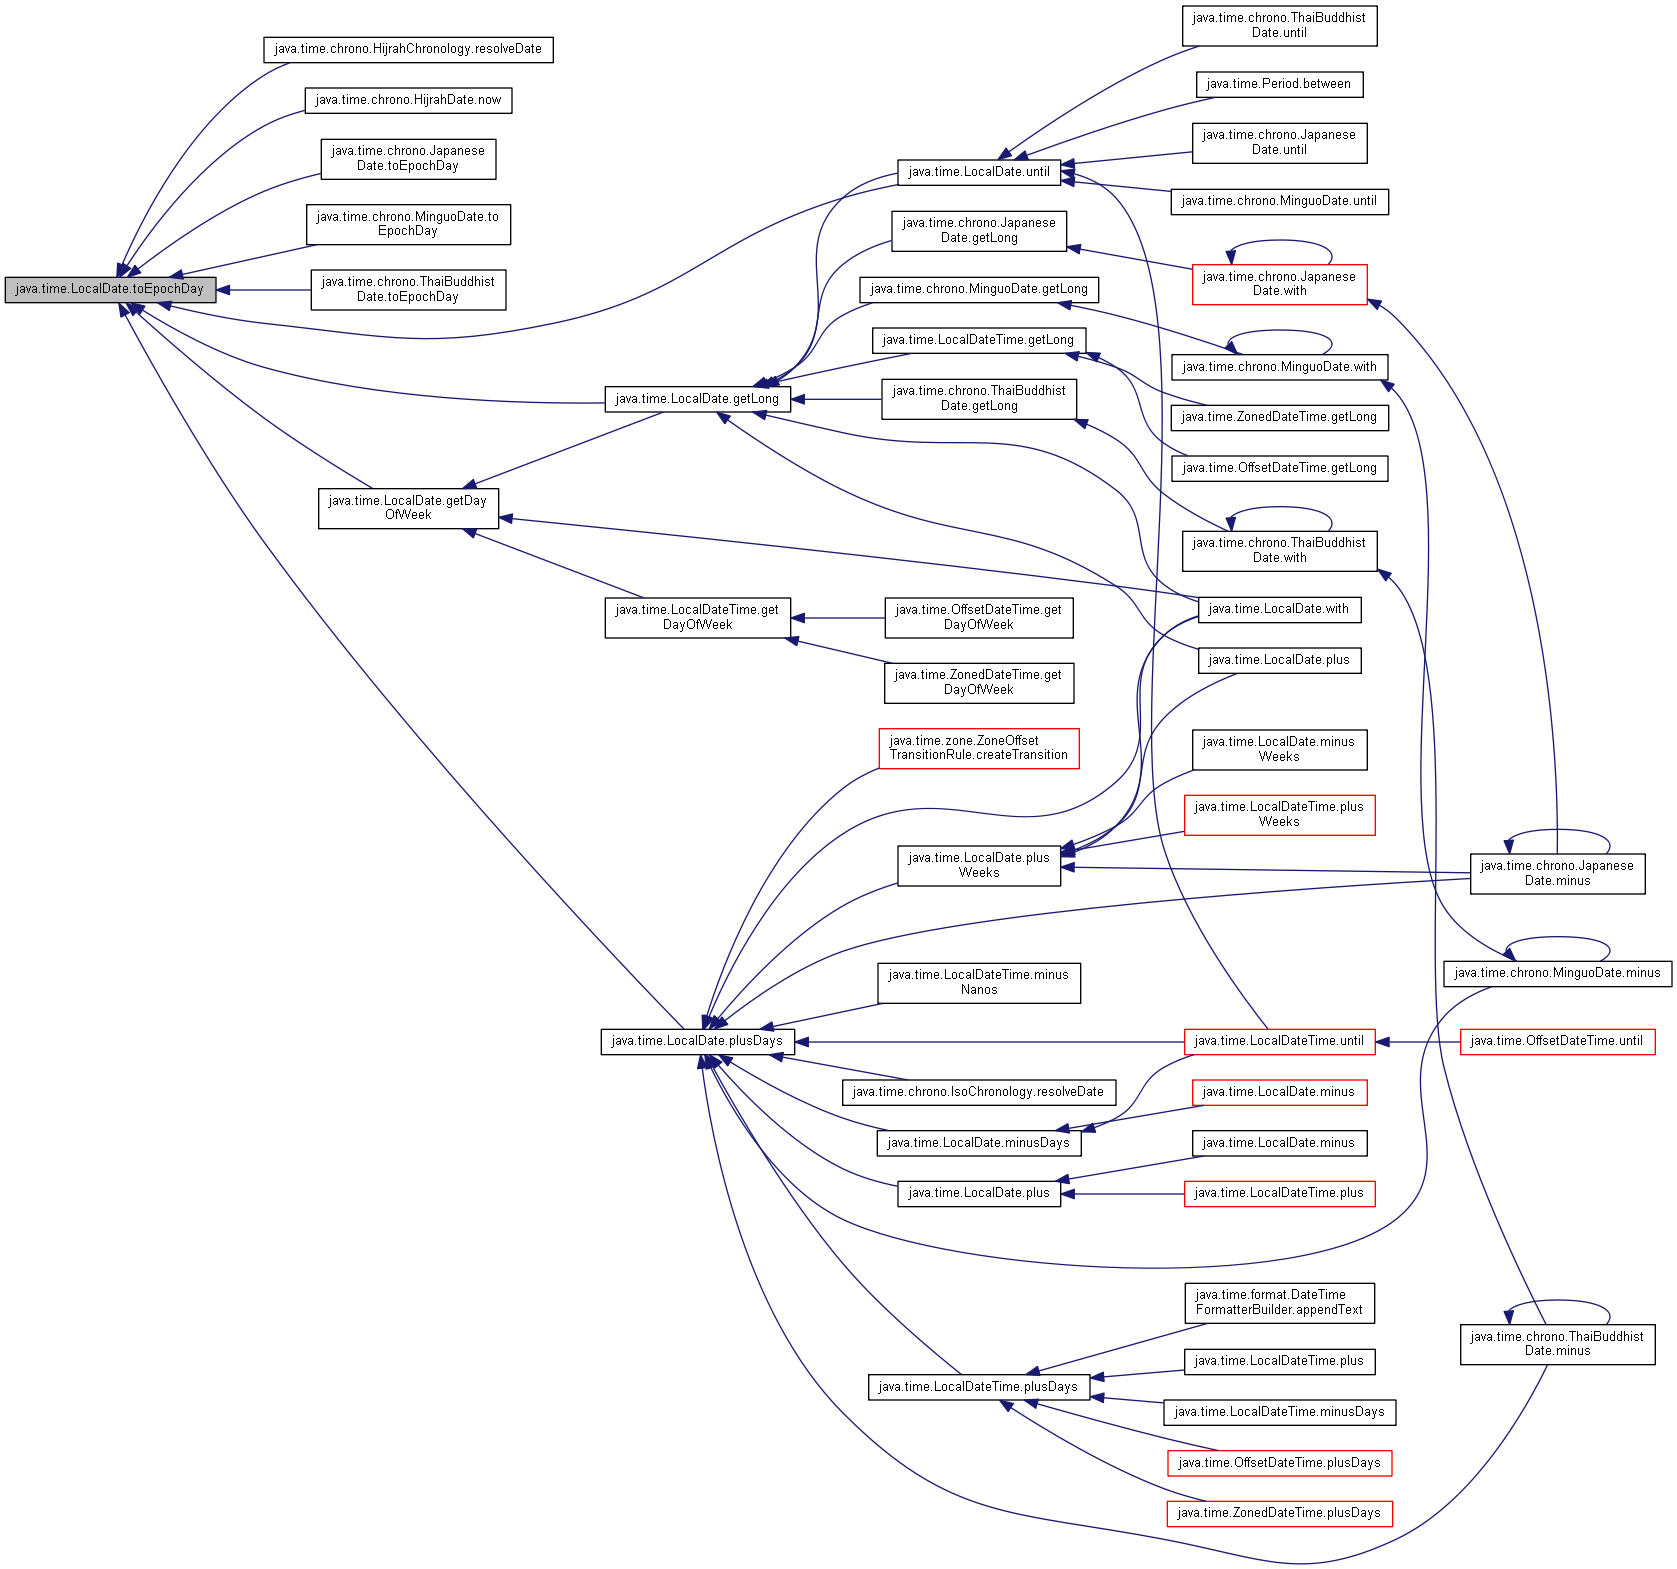 java.time.LocalDate.toEpochDay
java.time.chrono.HijrahChronology.resolveDate
java.time.chrono.HijrahDate.now
java.time.chrono.Japanese
Date.toEpochDay
java.time.chrono.MinguoDate.to
EpochDay
java.time.chrono.ThaiBuddhist
Date.toEpochDay
java.time.LocalDate.getDay
OfWeek
java.time.LocalDate.getLong
java.time.LocalDateTime.get
DayOfWeek
java.time.LocalDate.plusDays
java.time.LocalDate.until
java.time.chrono.Japanese
Date.getLong
java.time.chrono.MinguoDate.getLong
java.time.LocalDateTime.getLong
java.time.chrono.ThaiBuddhist
Date.getLong
java.time.OffsetDateTime.get
DayOfWeek
java.time.ZonedDateTime.get
DayOfWeek
java.time.zone.ZoneOffset
TransitionRule.createTransition
java.time.LocalDate.plus
Weeks
java.time.LocalDateTime.minus
Nanos
java.time.chrono.IsoChronology.resolveDate
java.time.LocalDate.minusDays
java.time.LocalDate.plus
java.time.LocalDateTime.plusDays
java.time.chrono.ThaiBuddhist
Date.until
java.time.Period.between
java.time.chrono.Japanese
Date.until
java.time.chrono.MinguoDate.until
java.time.chrono.Japanese
Date.with
java.time.chrono.MinguoDate.with
java.time.ZonedDateTime.getLong
java.time.OffsetDateTime.getLong
java.time.chrono.ThaiBuddhist
Date.with
java.time.LocalDate.with
java.time.LocalDate.plus
java.time.LocalDate.minus
Weeks
java.time.LocalDateTime.plus
Weeks
java.time.LocalDateTime.until
java.time.LocalDate.minus
java.time.LocalDate.minus
java.time.LocalDateTime.plus
java.time.format.DateTime
FormatterBuilder.appendText
java.time.LocalDateTime.plus
java.time.LocalDateTime.minusDays
java.time.OffsetDateTime.plusDays
java.time.ZonedDateTime.plusDays
java.time.chrono.Japanese
Date.minus
java.time.chrono.MinguoDate.minus
java.time.OffsetDateTime.until
java.time.chrono.ThaiBuddhist
Date.minus